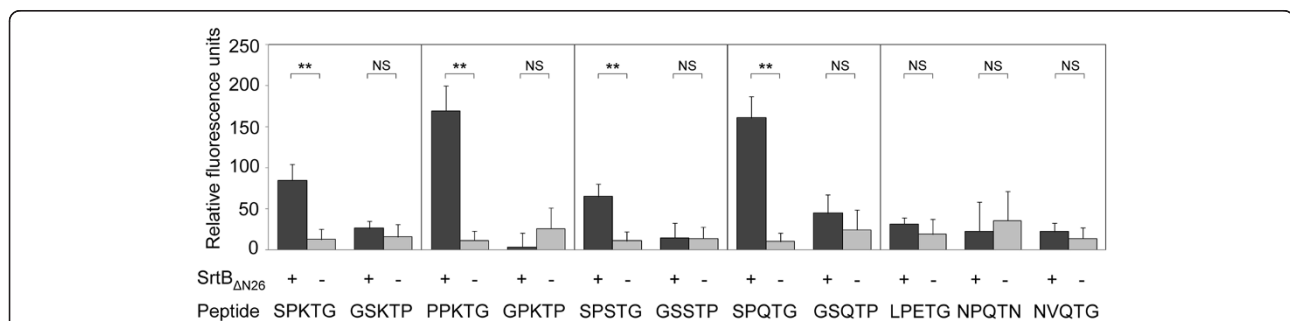 250
** NS ** NS ** NS ** NS NS NS NS
200
150
100
50
0
Relative fluorescence units
SrtBΔN26 + - + - + - + - + - + - + - + - + - + - + -
Peptide SPKTG GSKTP PPKTG GPKTP SPSTG GSSTP SPQTG GSQTP LPETG NPQTN NVQTG